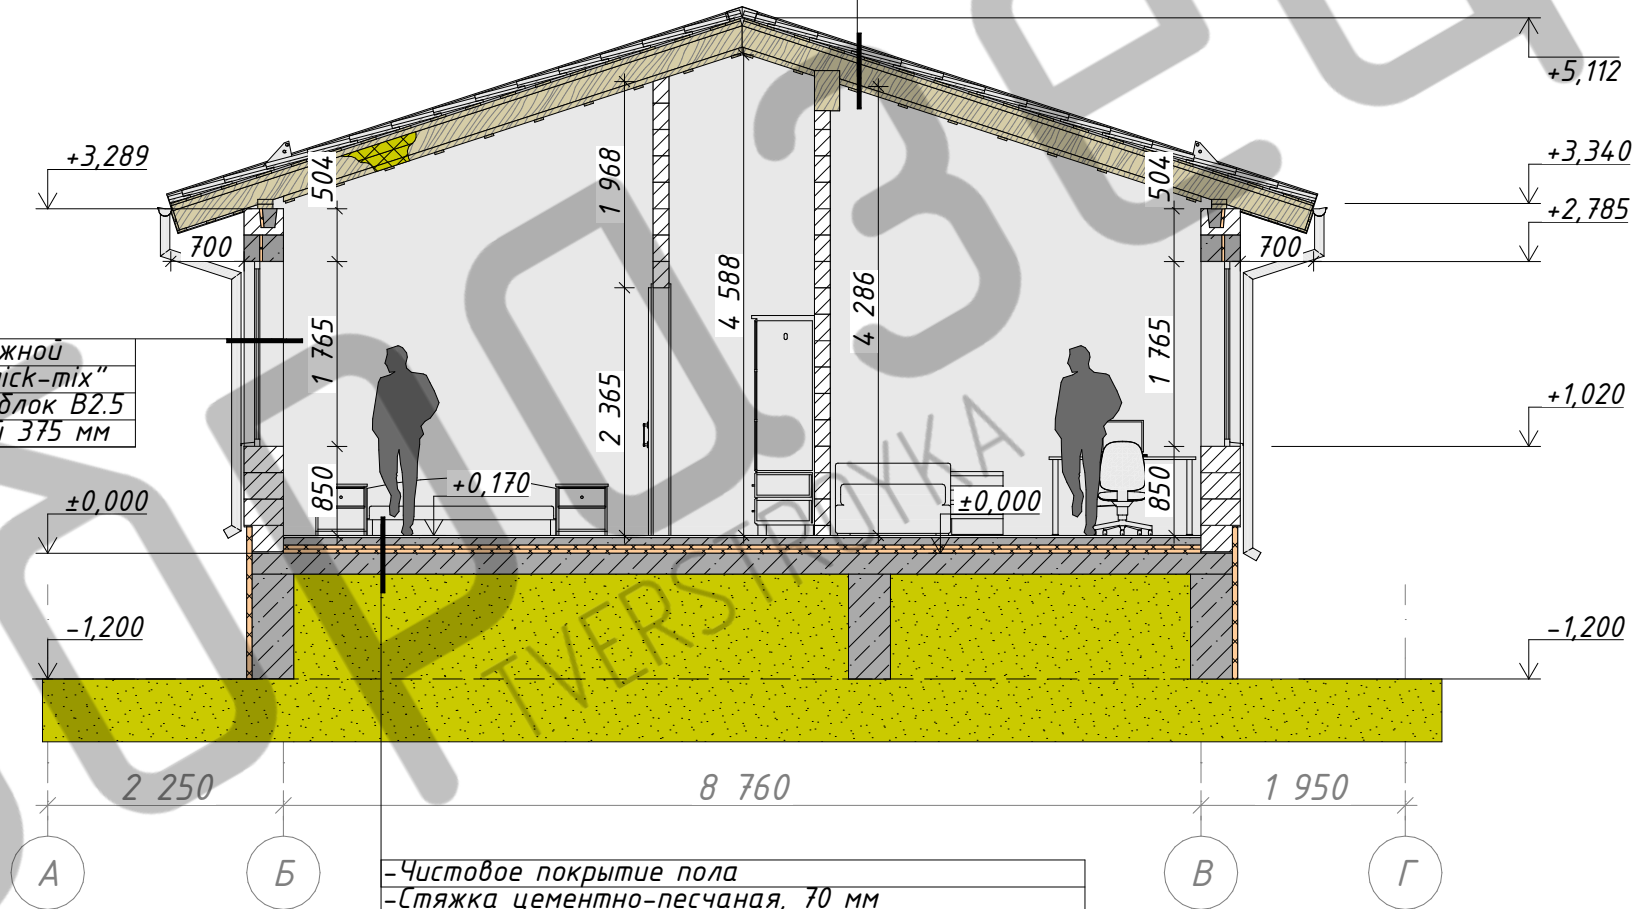 +5,112
+3,289
504
1 968
504
+3,340
+2,785
700
4 588
4 286
700
жной
ick-mix"
блок В2.5
375 мм
1 765
2 365
1 765
+1,020
±0,000
850
+0,170
±0,000
850
-1,200
-1,200
TVERSTROYKA
2 250
8 760
1 950
А
Б
В
Г
-Чистовое покрытие пола
-Стяжка цементно-песчаная, 70 мм